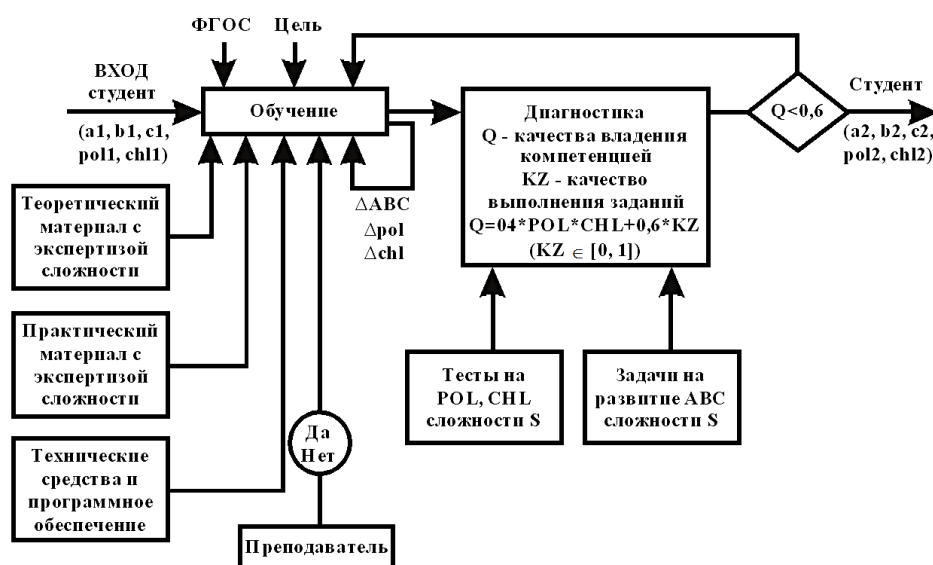 ФГОС
Цель
ВХОД
студент
(a1, b1, c1,
pol1, chl1)
Обучение
ΔABC
Δpol
Δchl
Диагностика
Q - качества владения
компетенцией
KZ - качество
выполнения заданий
Q=04*POL*CHL+0,6*KZ
(KZ ∈ [0, 1])
Q<0,6
Студент
(a2, b2, c2,
pol2, chl2)
Теоретический
материал с
экспертизой
сложности
Практический
материал с
экспертизой
сложности
Технические
средства и
программное
обеспечение
Да
Нет
Преподаватель
Тесты на
POL, CHL
сложности S
Задачи на
развитие ABC
сложности S